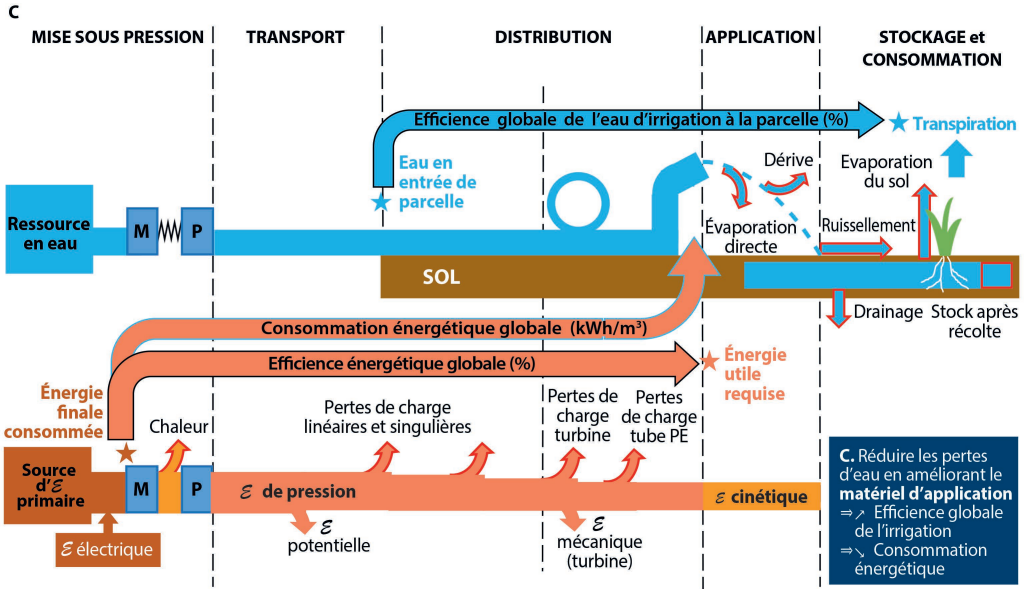 C
MISE SOUS PRESSION
TRANSPORT
DISTRIBUTION
APPLICATION
STOCKAGE et
CONSOMMATION
Efficience globale de l'eau d'irrigation à la parcelle (%)
Transpiration
Eau en
entrée de
parcelle
Dérive
Evaporation
du sol
Ressource
en eau
M
P
Évaporation
directe
Ruissellement
SOL
Drainage
Stock après
récolte
Consommation énergétique globale (kWh/m³)
Efficience énergétique globale (%)
Énergie
utile
requise
Énergie
finale
consommée
Chaleur
Pertes de charge
linéaires et singulières
Pertes de
charge
turbine
Pertes
de charge
tube PE
Source
d'ℰ
primaire
M
P
ℰ de pression
ℰ cinétique
ℰ électrique
ℰ
potentielle
ℰ
mécanique
(turbine)
C. Réduire les pertes
d'eau en améliorant le
matériel d'application
⇒↗ Efficience globale
de l'irrigation
⇒↘ Consommation
énergétique